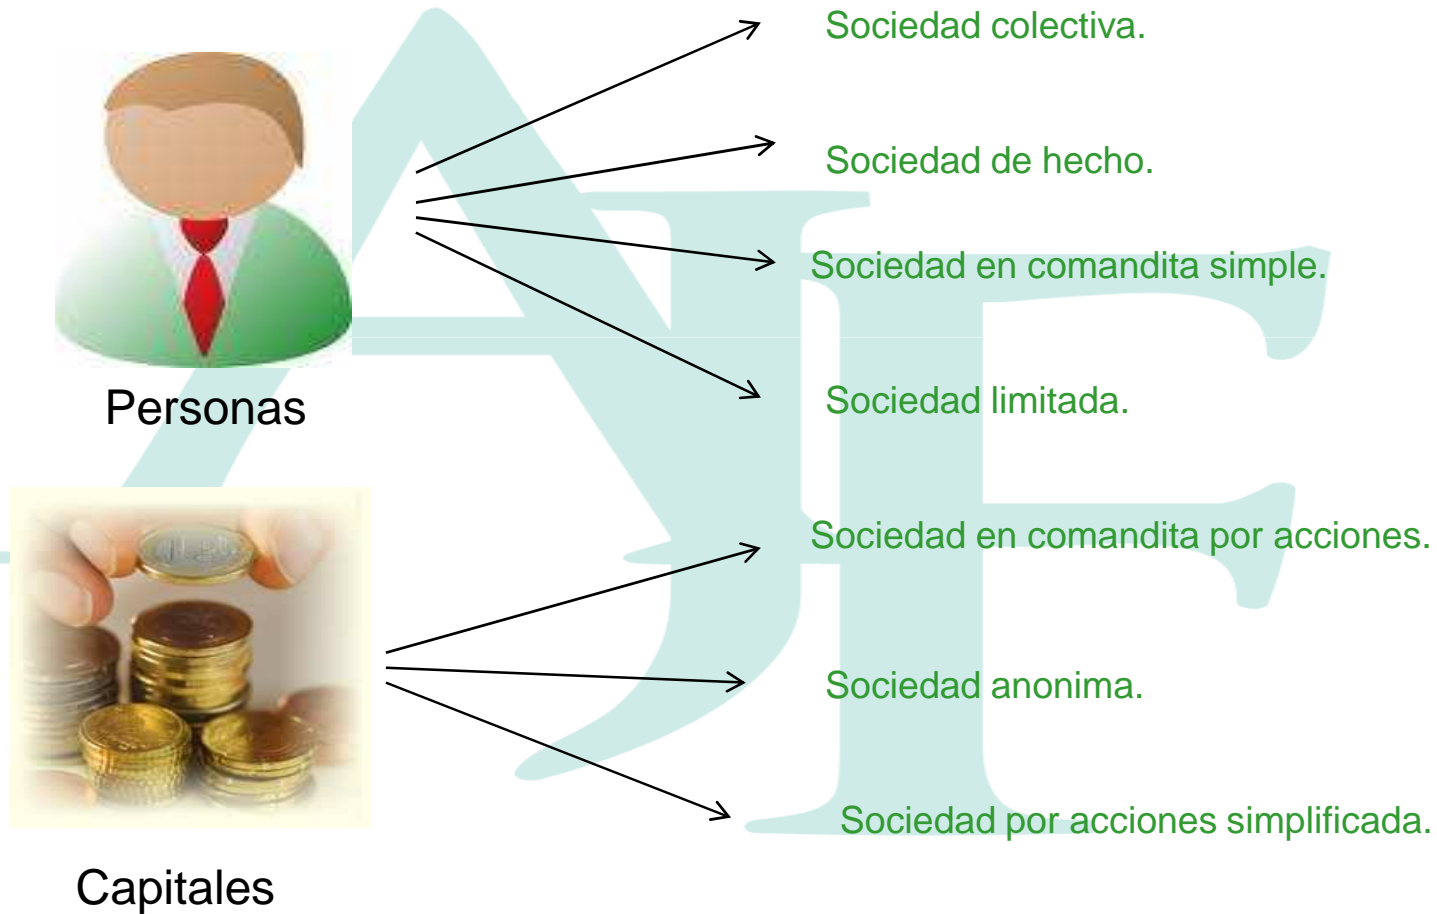 Sociedad colectiva.
Sociedad de hecho.
Sociedad en comandita simple.
Sociedad limitada.
Personas
Sociedad en comandita por acciones.
Sociedad anonima.
Sociedad por acciones simplificada.
Capitales
AJF